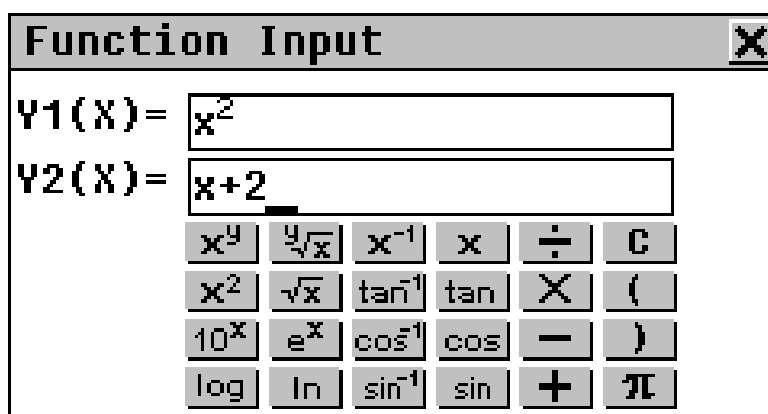 Function Input X
Y1(X)= x²
Y2(X)= x+2_
xʸ ʸ√x x⁻¹ x ÷ C
x² √x tan⁻¹ tan × (
10ˣ eˣ cos⁻¹ cos − )
log ln sin⁻¹ sin + π